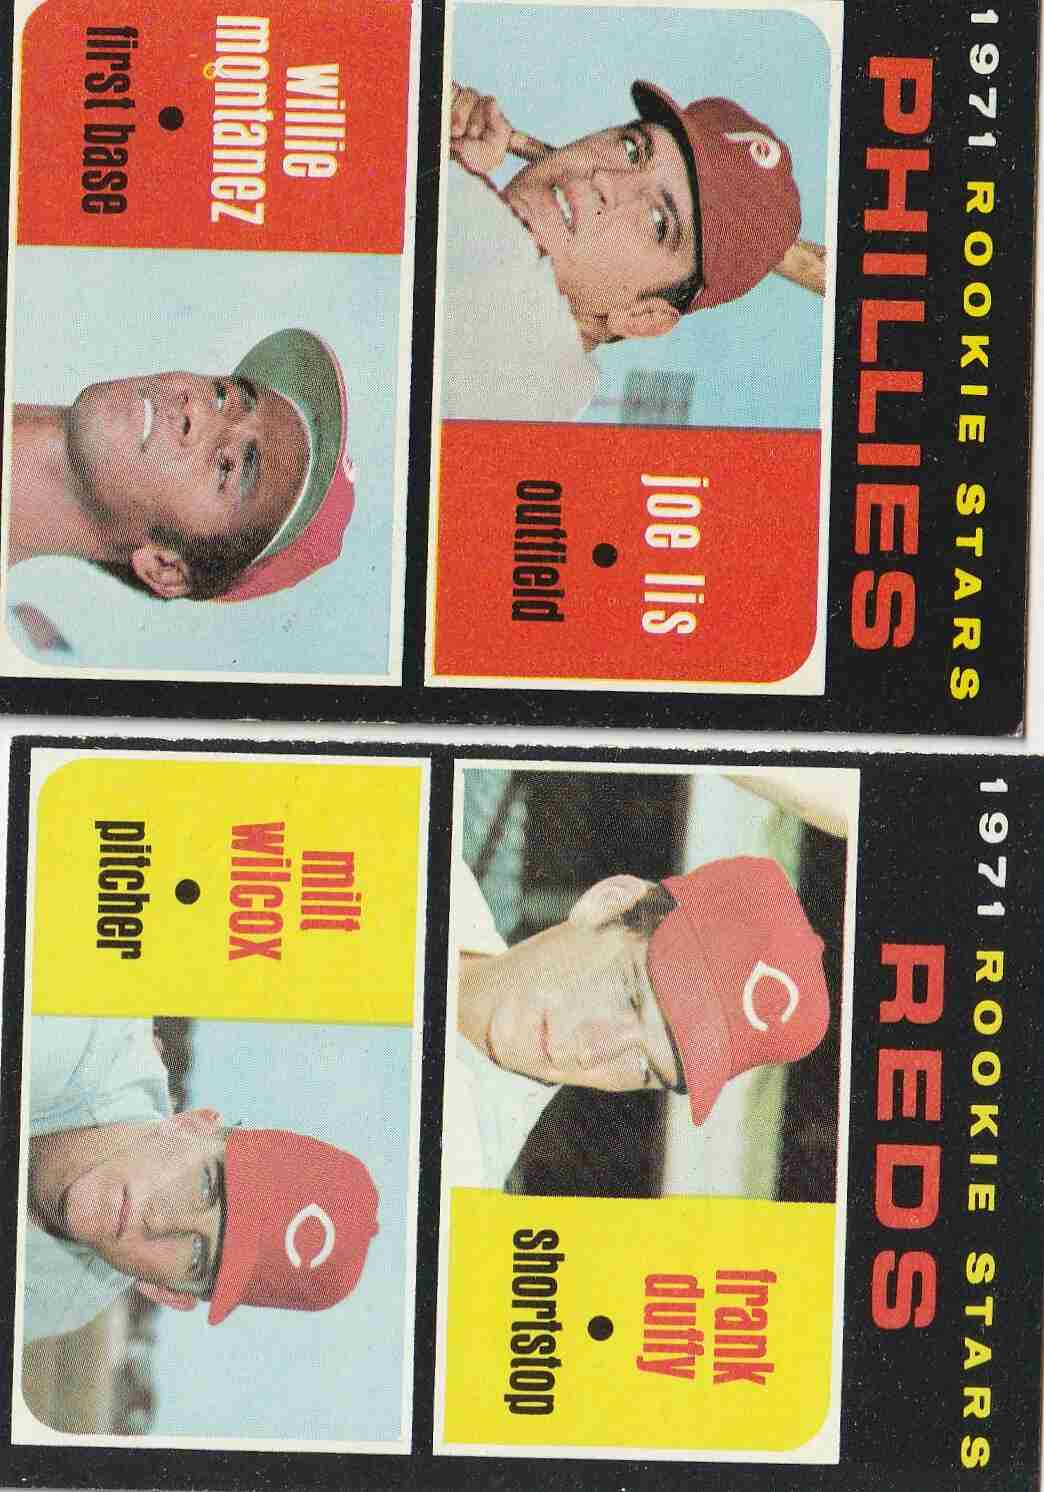 1971 ROOKIE STARS
PHILLIES
joe lis
outfield
willie
montanez
first base
1971 ROOKIE STARS
REDS
frank
duffy
shortstop
milt
wilcox
pitcher